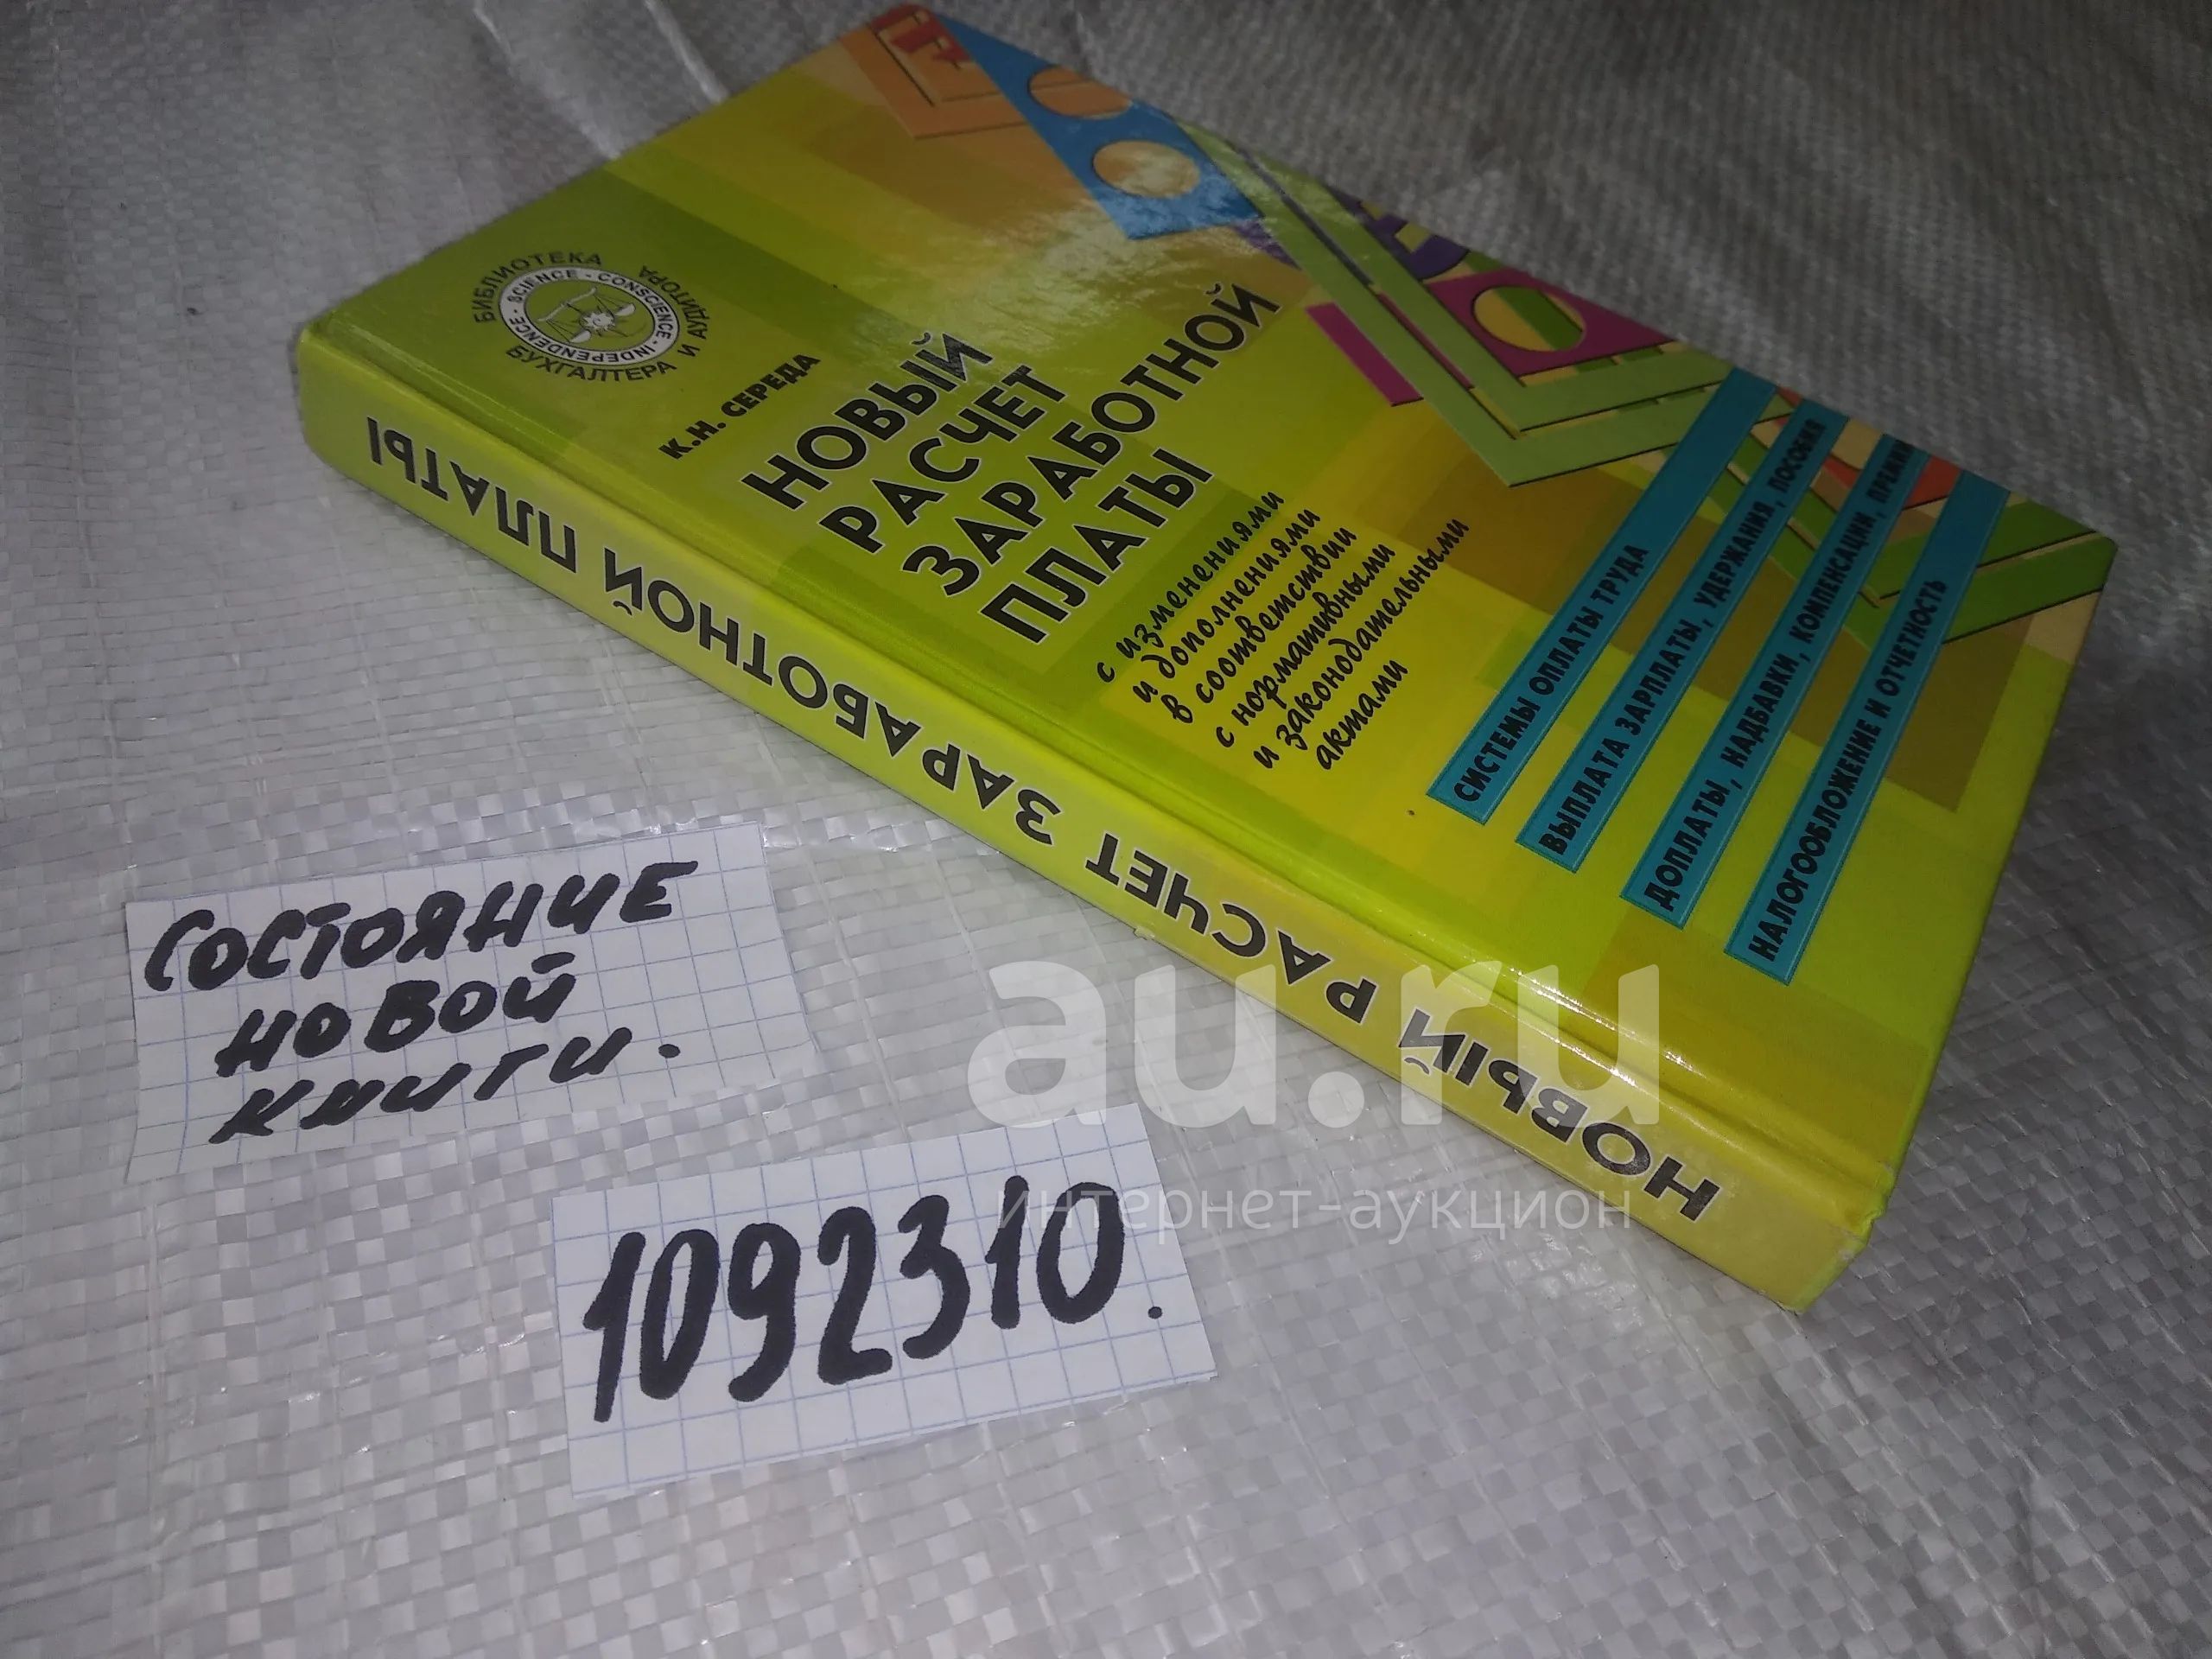 БИБЛИОТЕКА
БУХГАЛТЕРА И АУДИТОРА
SCIENCE · CONSCIENCE · INDEPENDENCE ·
К.Н. СЕРЕДА
НОВЫЙ
РАСЧЕТ
ЗАРАБОТНОЙ
ПЛАТЫ
с изменениями
и дополнениями
в соответствии
с нормативными
и законодательными
актами
СИСТЕМЫ ОПЛАТЫ ТРУДА
ВЫПЛАТА ЗАРПЛАТЫ, УДЕРЖАНИЯ, ПОСОБИЯ
ДОПЛАТЫ, НАДБАВКИ, КОМПЕНСАЦИИ, ПРЕМИИ
НАЛОГООБЛОЖЕНИЕ И ОТЧЕТНОСТЬ
НОВЫЙ РАСЧЕТ ЗАРАБОТНОЙ ПЛАТЫ
СОСТОЯНИЕ
НОВОЙ
КНИГИ.
1092310.
au.ru
интернет-аукцион